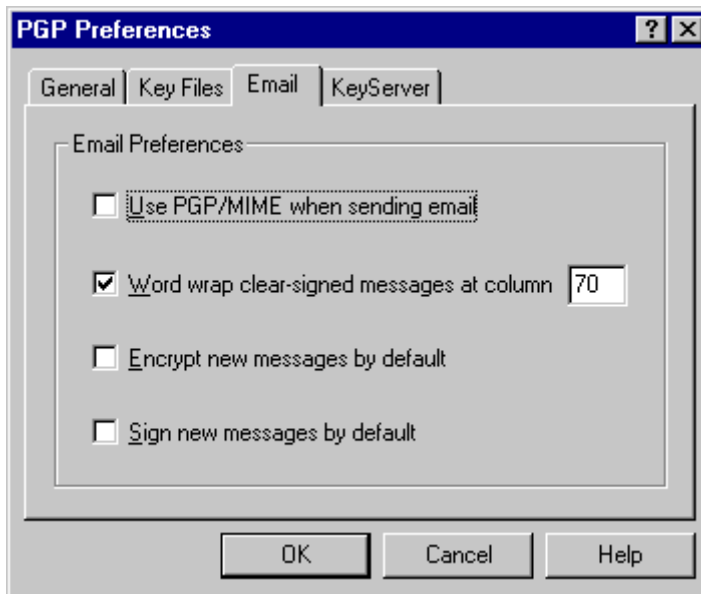 PGP Preferences
General Key Files Email KeyServer
Email Preferences
Use PGP/MIME when sending email
Word wrap clear-signed messages at column 70
Encrypt new messages by default
Sign new messages by default
OK Cancel Help